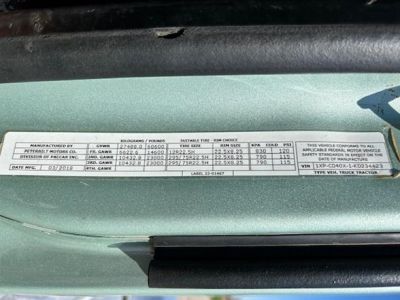 KILOGRAMS / POUNDS SUITABLE TIRE - RIM CHOICE
MANUFACTURED BY GVWR 27488.0 60600 TIRE SIZE RIM SIZE KPA COLD PSI
PETERBILT MOTORS CO. FR. GAWR 6622.6 14600 12R22.5H 22.5X8.25 830 120
DIVISION OF PACCAR INC. 2ND. GAWR 10432.8 23000 295/75R22.5H 22.5X8.25 790 115
3RD. GAWR 10432.8 23000 295/75R22.5H 22.5X8.25 790 115
DATE MFG. 03/2018 4TH. GAWR
LABEL
THIS VEHICLE CONFORMS TO ALL
APPLICABLE FEDERAL MOTOR VEHICLE
SAFETY STANDARDS IN EFFECT ON THE
DATE OF MANUFACTURE
VIN
TYPE VEH. TRUCK TRACTOR